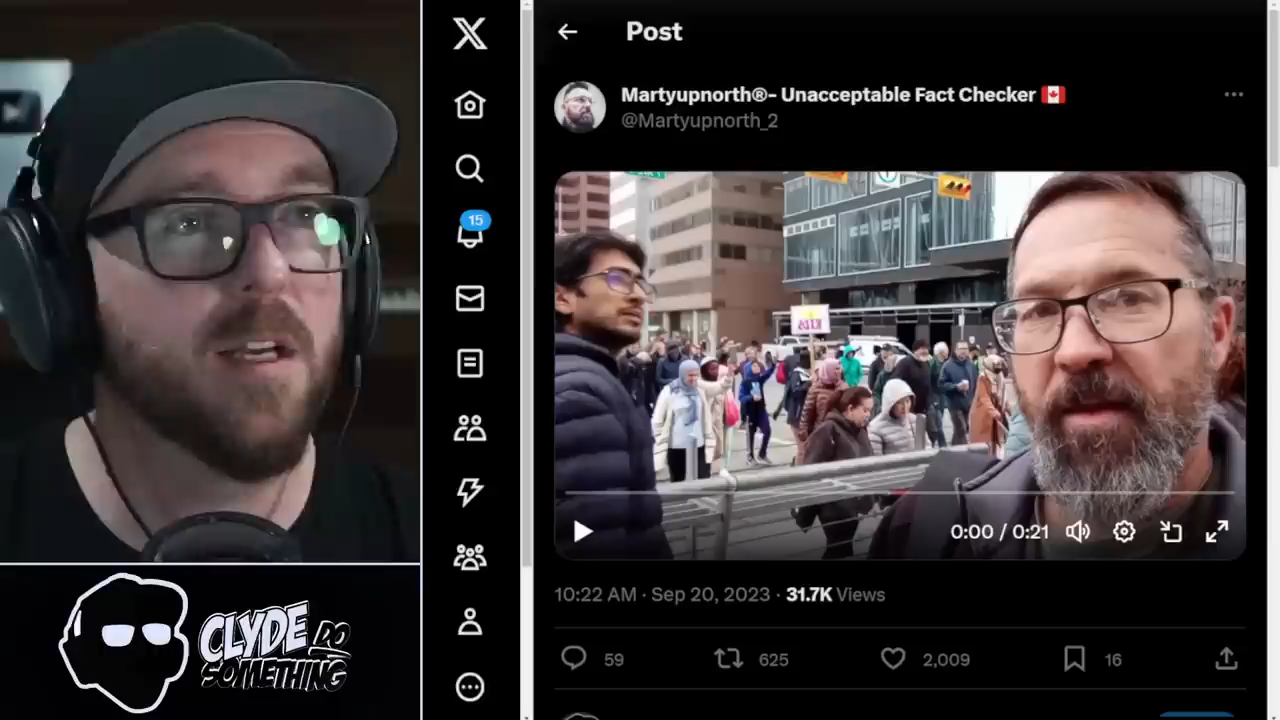 Post
Martyupnorth®- Unacceptable Fact Checker
@Martyupnorth_2
15
0:00 / 0:21
10:22 AM · Sep 20, 2023 · 31.7K Views
59
625
2,009
16
CLYDE DO
SOMETHING